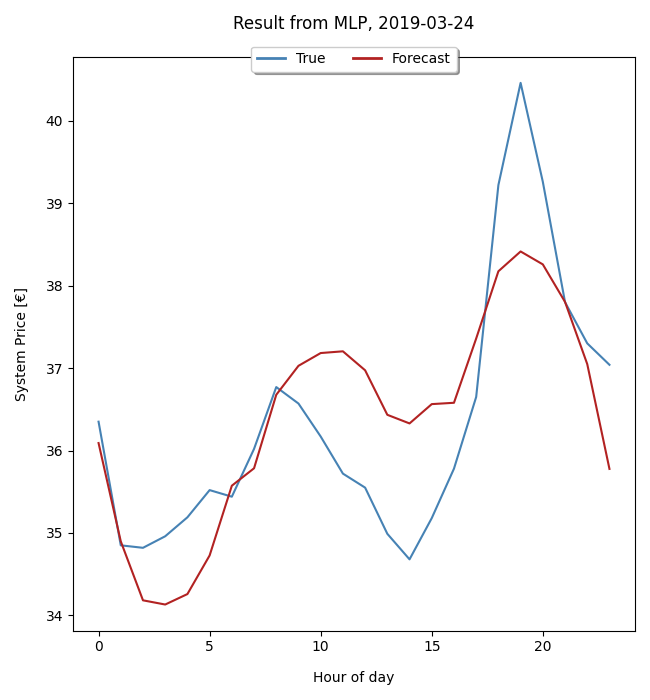 Result from MLP, 2019-03-24
True
Forecast
40
39
38
37
36
35
34
System Price [€]
0
5
10
15
20
Hour of day